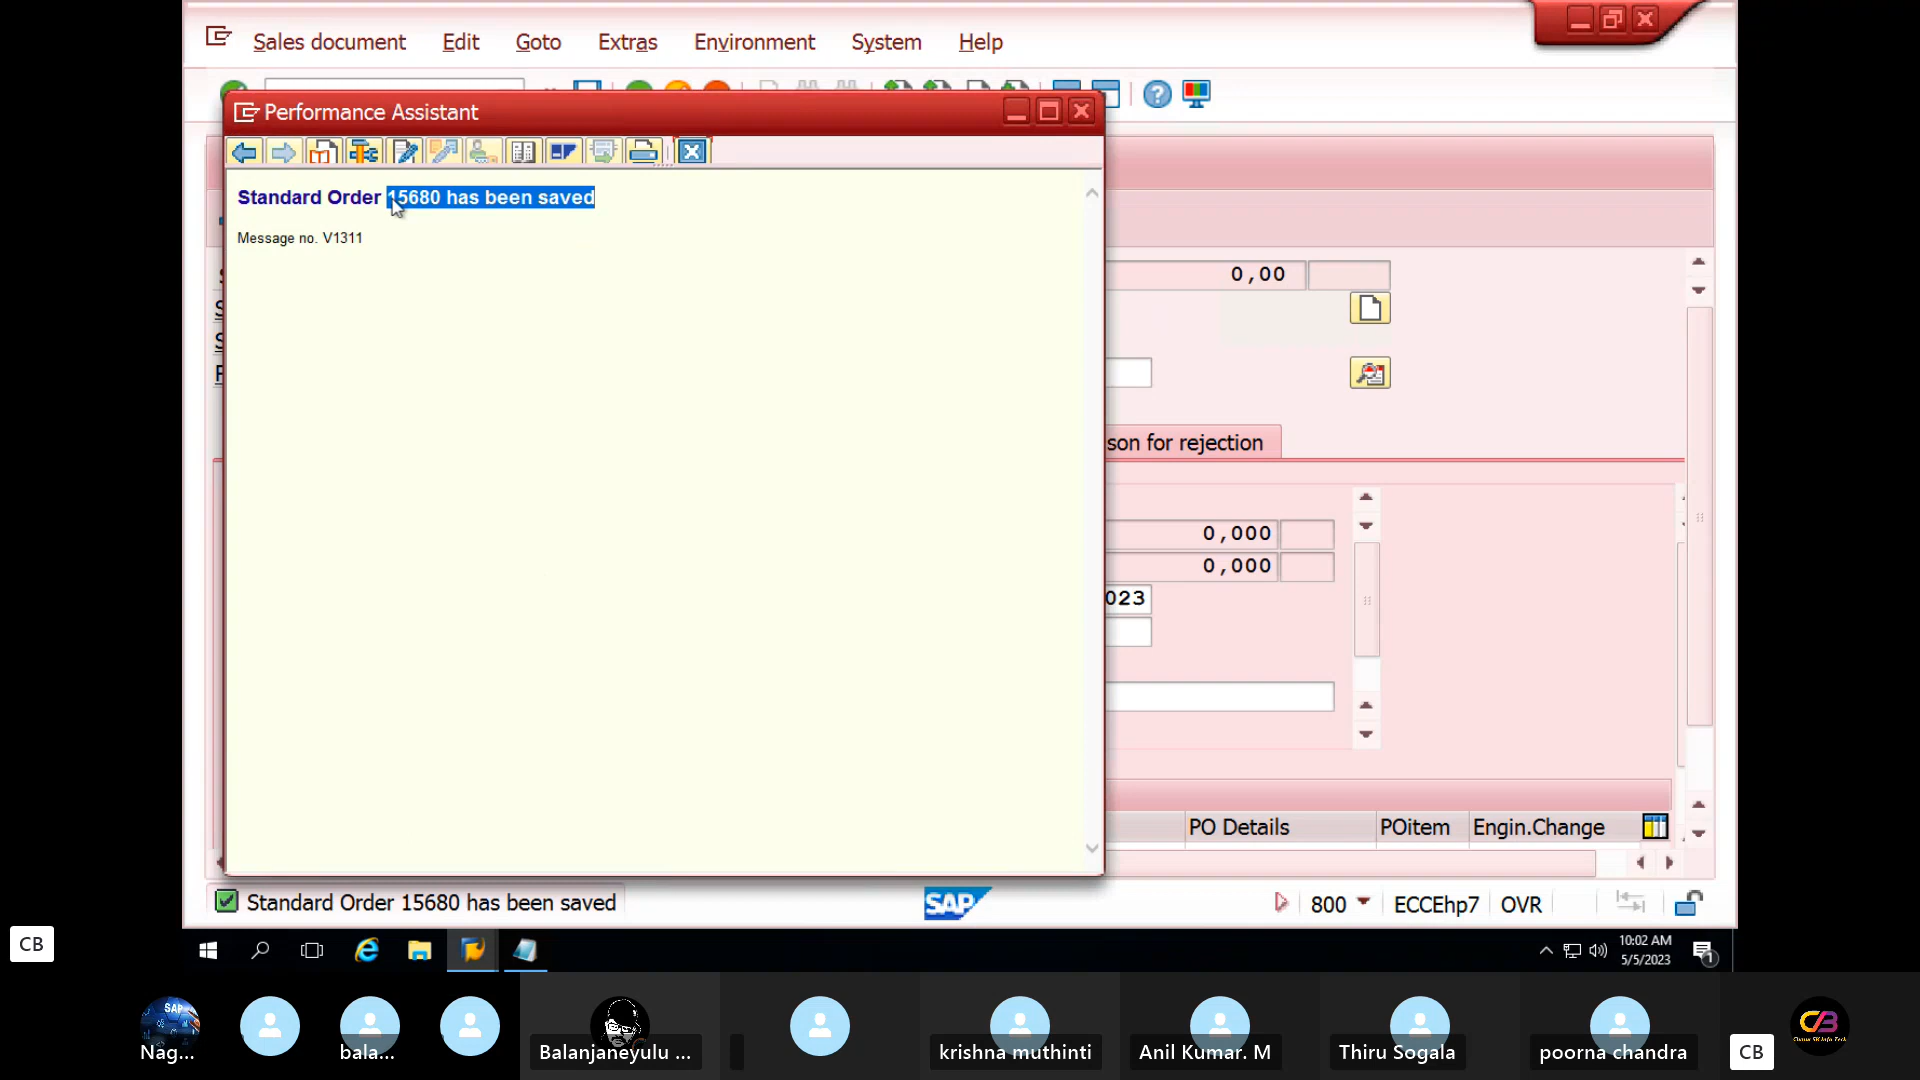 Sales document Edit Goto Extras Environment System Help
Performance Assistant
Standard Order 15680 has been saved
Message no. V1311
0,00
son for rejection
0,000
0,000
023
PO Details POitem Engin.Change
Standard Order 15680 has been saved
SAP
800 ECCEhp7 OVR
CB
10:02 AM
5/5/2023
1
SAP
Nag...
bala...
Balanjaneyulu ...
krishna muthinti
Anil Kumar. M
Thiru Sogala
poorna chandra
CB